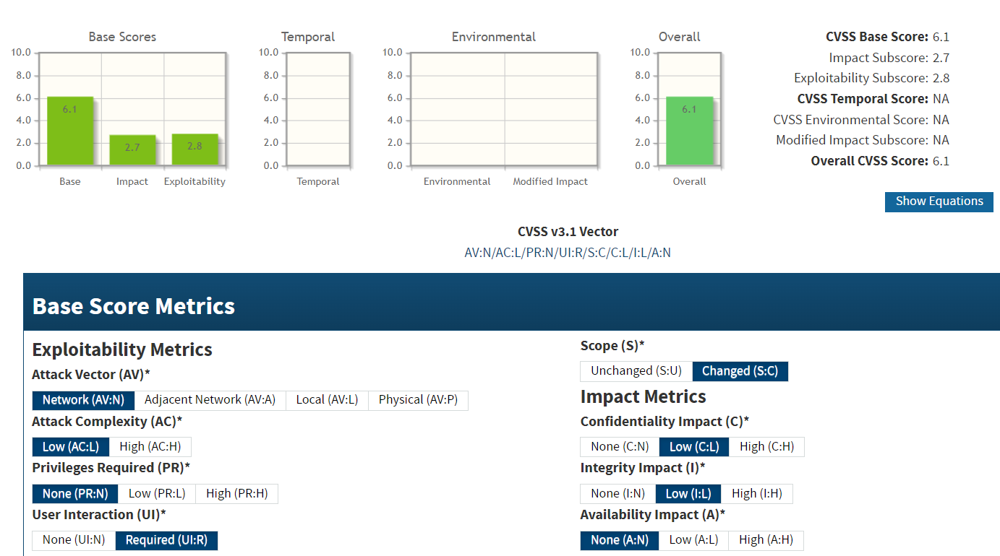 Base Scores
10.0
8.0
6.0
4.0
2.0
0.0
6.1
2.7
2.8
Base Impact Exploitability
Temporal
10.0
8.0
6.0
4.0
2.0
0.0
Temporal
Environmental
10.0
8.0
6.0
4.0
2.0
0.0
Environmental Modified Impact
Overall
10.0
8.0
6.0
4.0
2.0
0.0
6.1
Overall
CVSS Base Score: 6.1
Impact Subscore: 2.7
Exploitability Subscore: 2.8
CVSS Temporal Score: NA
CVSS Environmental Score: NA
Modified Impact Subscore: NA
Overall CVSS Score: 6.1
Show Equations
CVSS v3.1 Vector
AV:N/AC:L/PR:N/UI:R/S:C/C:L/I:L/A:N
Base Score Metrics
Exploitability Metrics
Attack Vector (AV)*
Network (AV:N) Adjacent Network (AV:A) Local (AV:L) Physical (AV:P)
Attack Complexity (AC)*
Low (AC:L) High (AC:H)
Privileges Required (PR)*
None (PR:N) Low (PR:L) High (PR:H)
User Interaction (UI)*
None (UI:N) Required (UI:R)
Scope (S)*
Unchanged (S:U) Changed (S:C)
Impact Metrics
Confidentiality Impact (C)*
None (C:N) Low (C:L) High (C:H)
Integrity Impact (I)*
None (I:N) Low (I:L) High (I:H)
Availability Impact (A)*
None (A:N) Low (A:L) High (A:H)